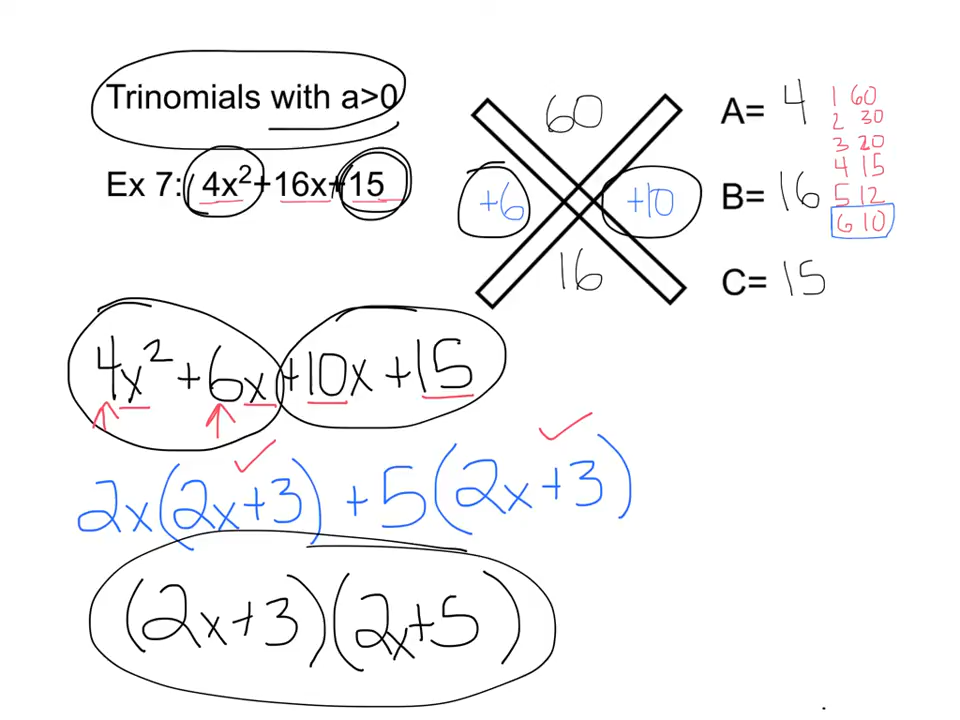 Trinomials with a>0
Ex 7: 4x²+16x+15
60
+6 +10
16
A= 4
B= 16
C= 15
1 60
2 30
3 20
4 15
5 12
6 10
4x² + 6x + 10x + 15
2x(2x+3) + 5(2x+3)
(2x+3)(2x+5)